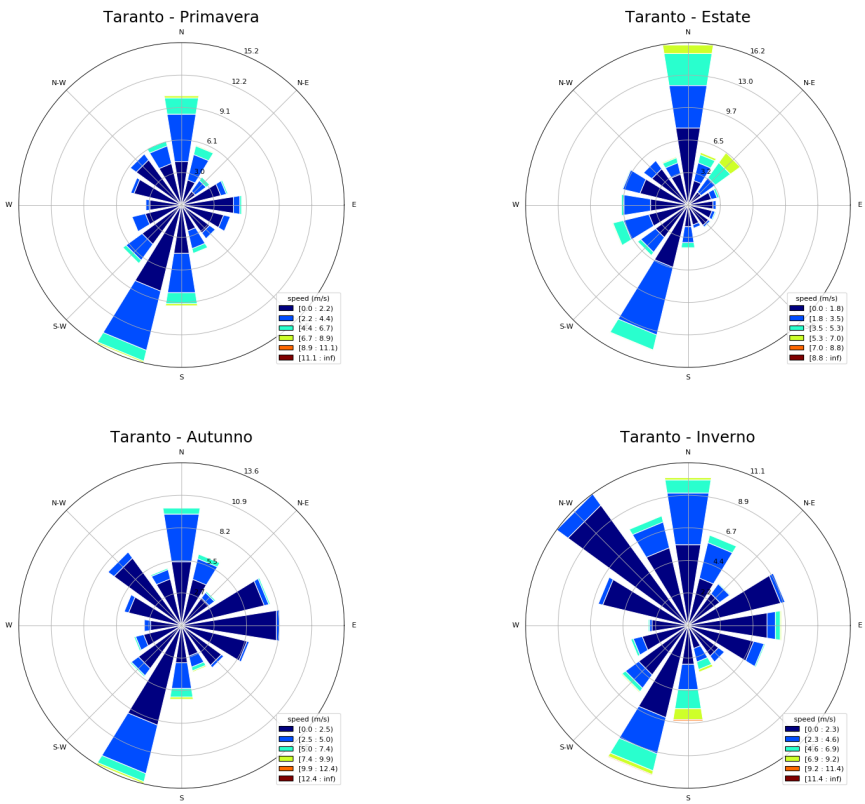 Taranto - Primavera
N
15.2
N-W
N-E
12.2
9.1
6.1
3.0
W
E
S-W
S
speed (m/s)
[0.0 : 2.2)
[2.2 : 4.4)
[4.4 : 6.7)
[6.7 : 8.9)
[8.9 : 11.1)
[11.1 : inf)
Taranto - Estate
N
16.2
N-W
N-E
13.0
9.7
6.5
3.2
W
E
S-W
S
speed (m/s)
[0.0 : 1.8)
[1.8 : 3.5)
[3.5 : 5.3)
[5.3 : 7.0)
[7.0 : 8.8)
[8.8 : inf)
Taranto - Autunno
N
13.6
N-W
N-E
10.9
8.2
5.5
W
E
S-W
S
speed (m/s)
[0.0 : 2.5)
[2.5 : 5.0)
[5.0 : 7.4)
[7.4 : 9.9)
[9.9 : 12.4)
[12.4 : inf)
Taranto - Inverno
N
11.1
N-W
N-E
8.9
6.7
4.4
W
E
S-W
S
speed (m/s)
[0.0 : 2.3)
[2.3 : 4.6)
[4.6 : 6.9)
[6.9 : 9.2)
[9.2 : 11.4)
[11.4 : inf)